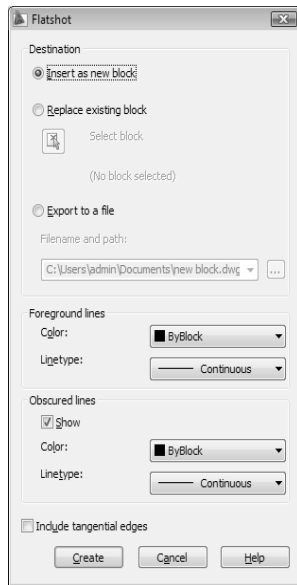 Flatshot
Destination
Insert as new block
Replace existing block
Select block
(No block selected)
Export to a file
Filename and path:
C:\Users\admin\Documents\new block.dwg
...
Foreground lines
Color:
ByBlock
Linetype:
Continuous
Obscured lines
Show
Color:
ByBlock
Linetype:
Continuous
Include tangential edges
Create
Cancel
Help